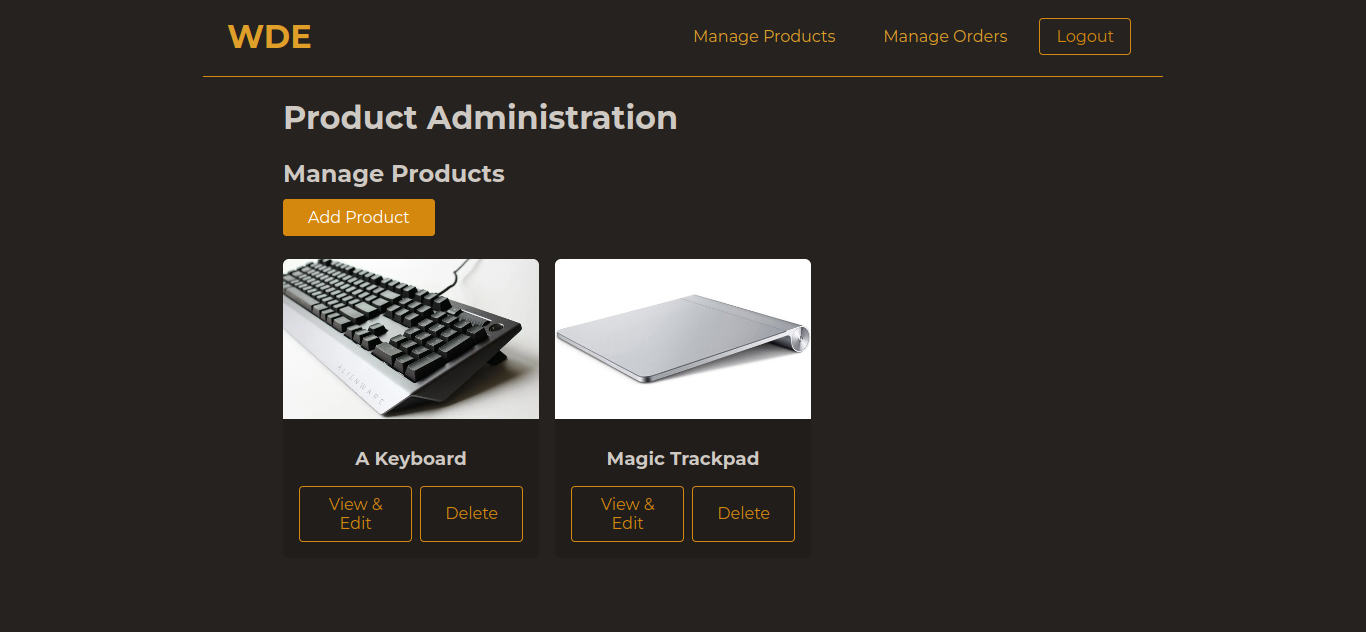 WDE
Manage Products
Manage Orders
Logout
Product Administration
Manage Products
Add Product
ALIENWARE
A Keyboard
View &
Edit
Delete
Magic Trackpad
View &
Edit
Delete